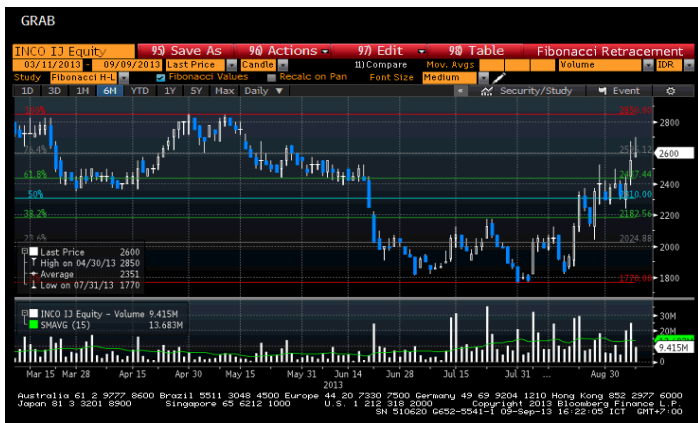 GRAB
INCO IJ Equity 95) Save As 96) Actions 97) Edit 98) Table Fibonacci Retracement
03/11/2013 - 09/09/2013 Last Price Candle 11) Compare Mov. Avgs Volume IDR
Study Fibonacci H-L Fibonacci Values Recalc on Pan Font Size Medium
1D 3D 1M 6M YTD 1Y 5Y Max Daily ▼ « Security/Study Event
2800
76.4%
2600
61.8%
2400
50% 2310.00
38.2% 2182.56 2200
23.6% 2024.88 2000
Last Price 2600
High on 04/30/13 2850
Average 2351
Low on 07/31/13 1770
1770.00 1800
INCO IJ Equity - Volume 9.415M
SMAVG (15) 13.683M
30M
20M
9.415M
0
Mar 15 Mar 28 Apr 15 Apr 30 May 15 May 31 Jun 14 Jun 28 Jul 15 Jul 31 ... Aug 30
2013
Australia 61 2 9777 8600 Brazil 5511 3048 4500 Europe 44 20 7330 7500 Germany 49 69 9204 1210 Hong Kong 852 2977 6000
Japan 81 3 3201 8900 Singapore 65 6212 1000 U.S. 1 212 318 2000 Copyright 2013 Bloomberg Finance L.P.
SN 510620 G652-5541-1 09-Sep-13 16:22:05 ICT GMT+7:00